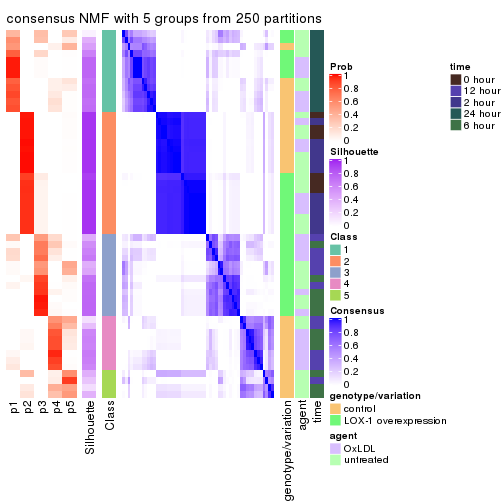 consensus NMF with 5 groups from 250 partitions
Prob
1
0.8
0.6
0.4
0.2
0
Silhouette
1
0.8
0.6
0.4
0.2
0
Class
1
2
3
4
5
Consensus
1
0.8
0.6
0.4
0.2
0
genotype/variation
control
LOX-1 overexpression
agent
OxLDL
untreated
time
0 hour
12 hour
2 hour
24 hour
6 hour
p1
p2
p3
p4
p5
Silhouette
Class
genotype/variation
agent
time